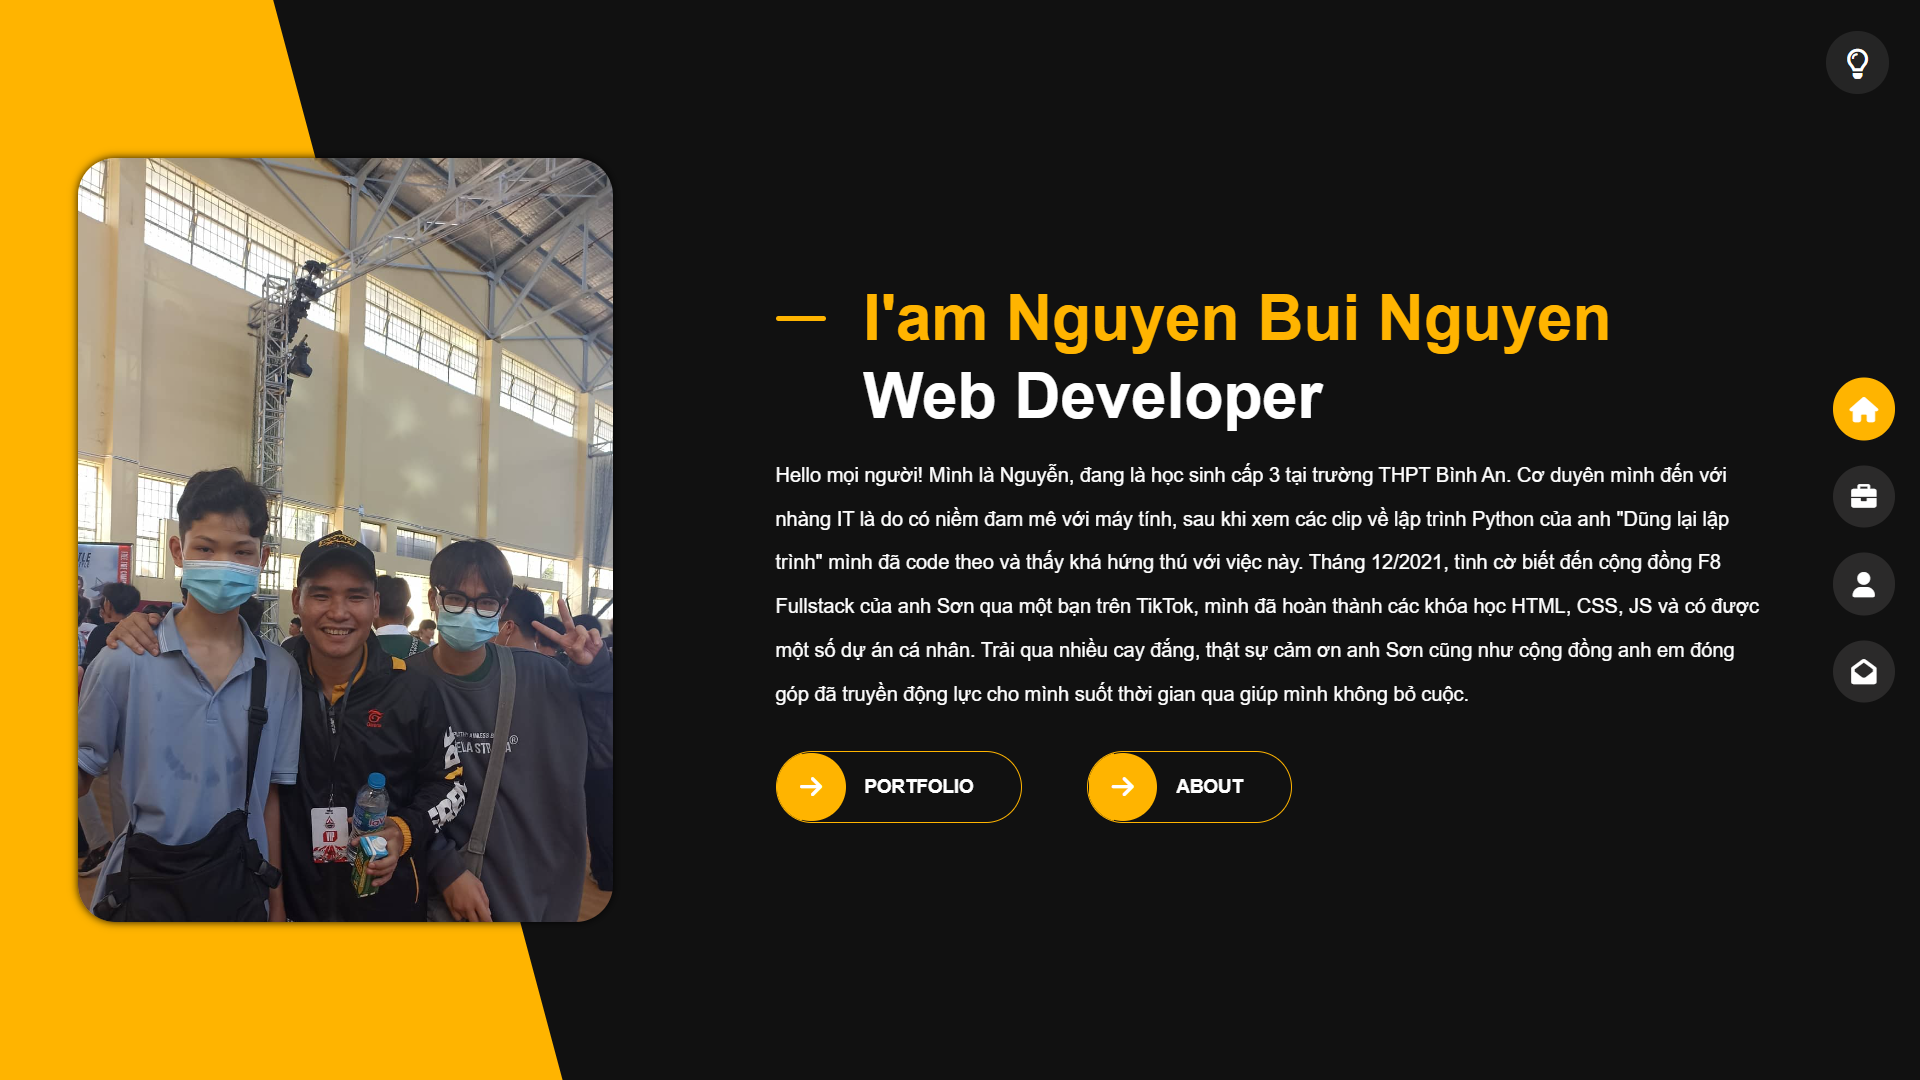 I'am Nguyen Bui Nguyen
Web Developer
Hello mọi người! Mình là Nguyễn, đang là học sinh cấp 3 tại trường THPT Bình An. Cơ duyên mình đến với
nhàng IT là do có niềm đam mê với máy tính, sau khi xem các clip về lập trình Python của anh "Dũng lại lập
trình" mình đã code theo và thấy khá hứng thú với việc này. Tháng 12/2021, tình cờ biết đến cộng đồng F8
Fullstack của anh Sơn qua một bạn trên TikTok, mình đã hoàn thành các khóa học HTML, CSS, JS và có được
một số dự án cá nhân. Trải qua nhiều cay đắng, thật sự cảm ơn anh Sơn cũng như cộng đồng anh em đóng
góp đã truyền động lực cho mình suốt thời gian qua giúp mình không bỏ cuộc.
PORTFOLIO
ABOUT